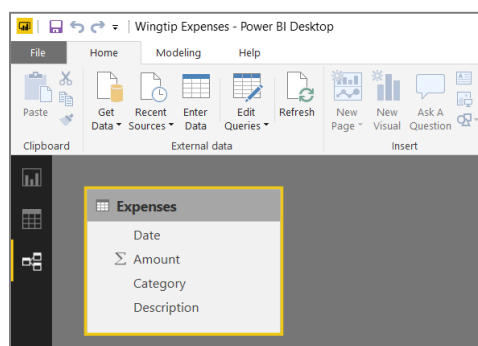 Wingtip Expenses - Power BI Desktop
File Home Modeling Help
Paste Get Data Recent Sources Enter Data Edit Queries Refresh New Page New Visual Ask A Question
Clipboard External data Insert
Expenses
Date
Σ Amount
Category
Description